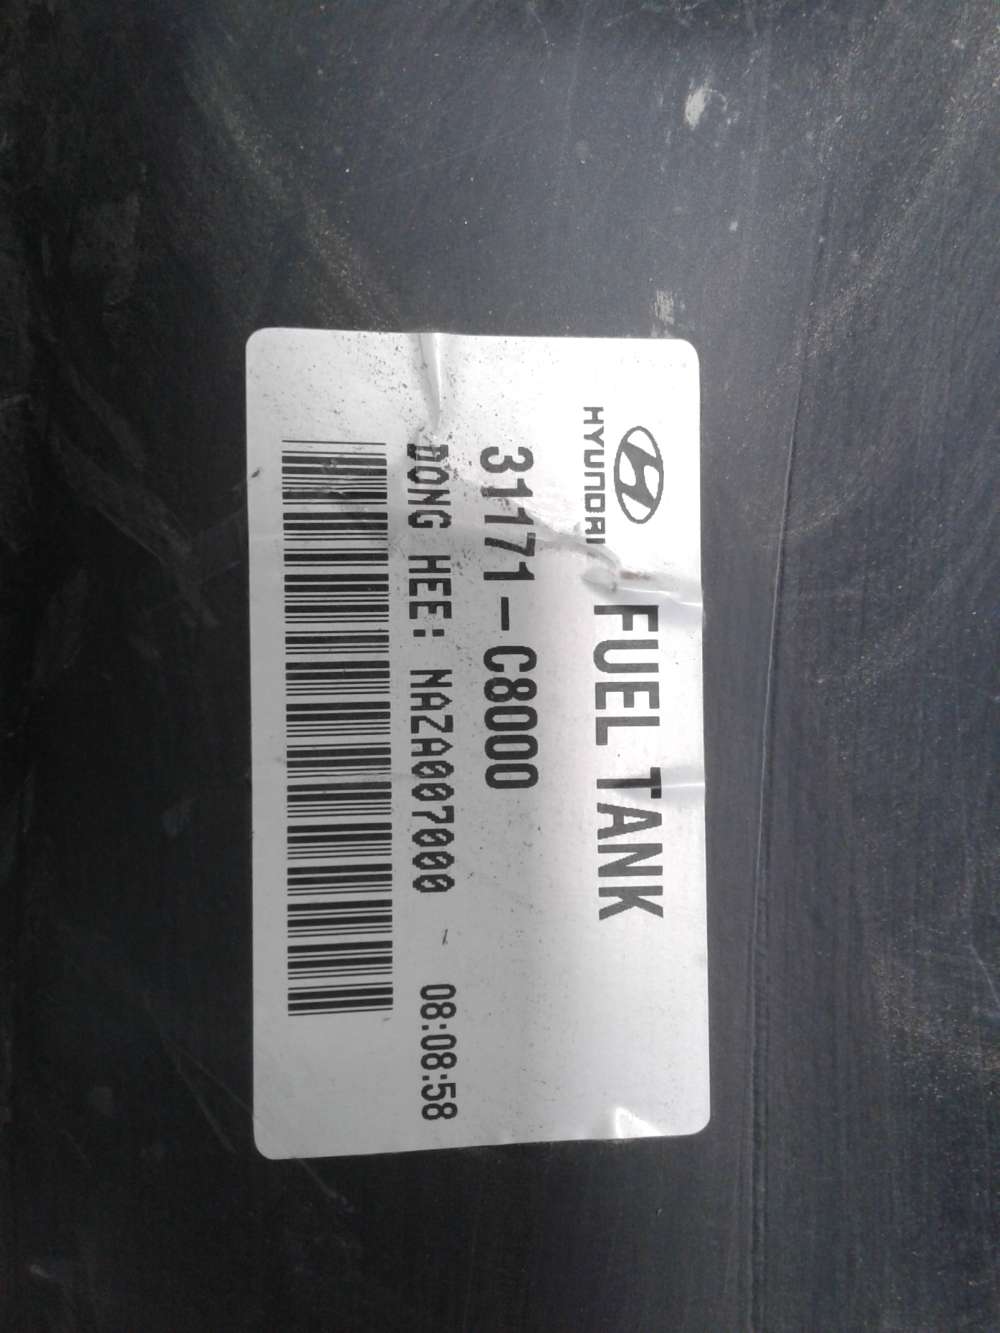 HYUNDAI
FUEL TANK
31171-C8000
DONG HEE: NAZA007000 08:08:58